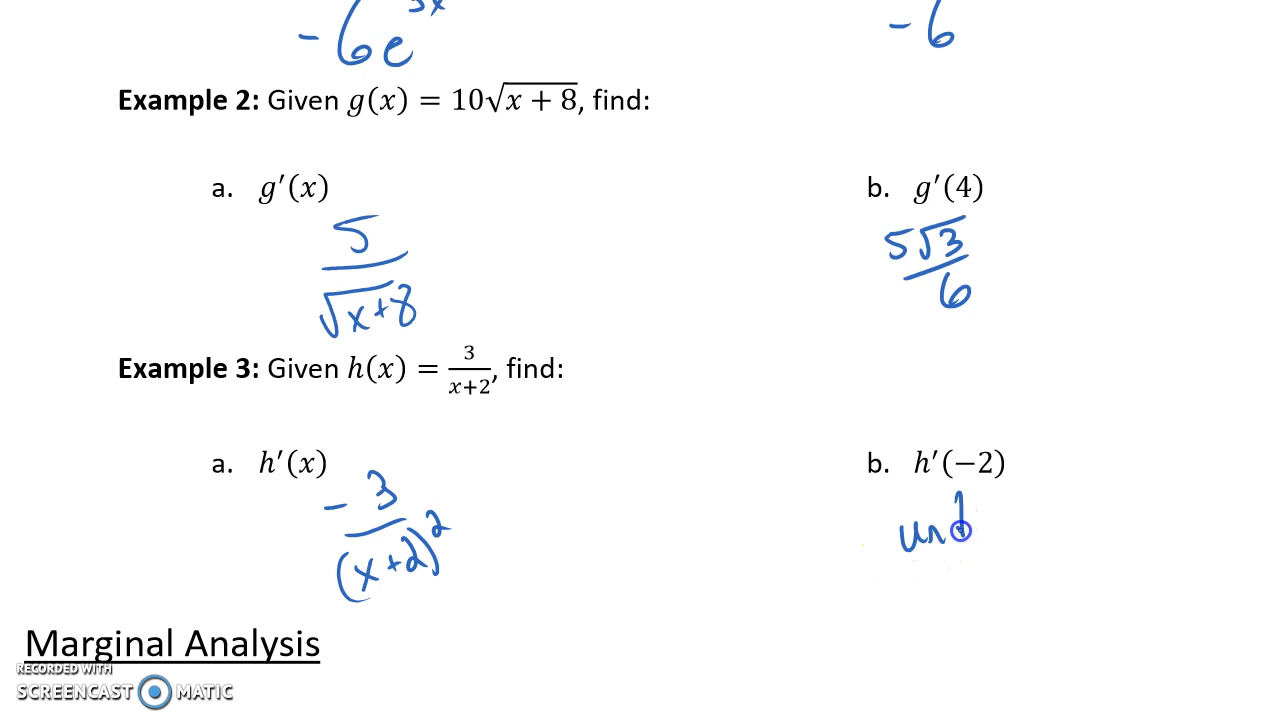 - 6e^3x
- 6
Example 2: Given g(x) = 10√(x + 8), find:
a. g′(x)
b. g′(4)
5/√(x+8)
5√3/6
Example 3: Given h(x) = 3/(x+2), find:
a. h′(x)
b. h′(−2)
- 3/(x+2)^2
und
Marginal Analysis
RECORDED WITH
SCREENCAST MATIC